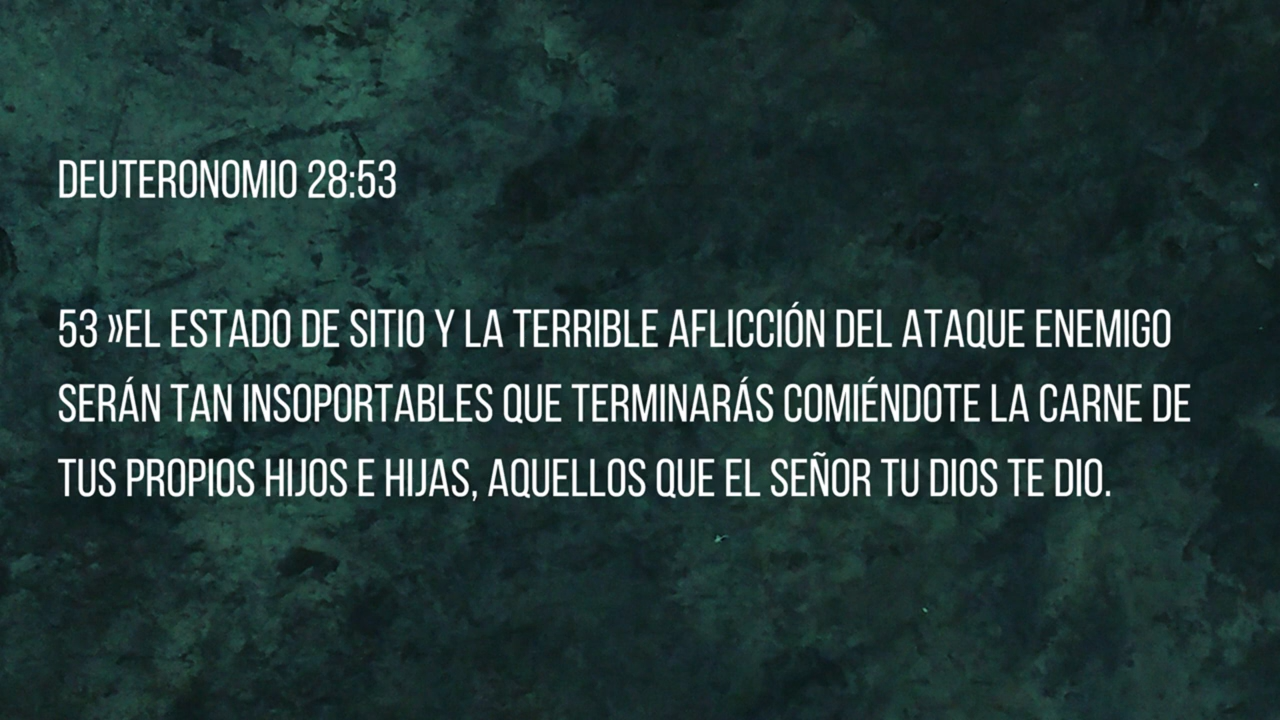 DEUTERONOMIO 28:53
53 »EL ESTADO DE SITIO Y LA TERRIBLE AFLICCIÓN DEL ATAQUE ENEMIGO
SERÁN TAN INSOPORTABLES QUE TERMINARÁS COMIÉNDOTE LA CARNE DE
TUS PROPIOS HIJOS E HIJAS, AQUELLOS QUE EL SEÑOR TU DIOS TE DIO.